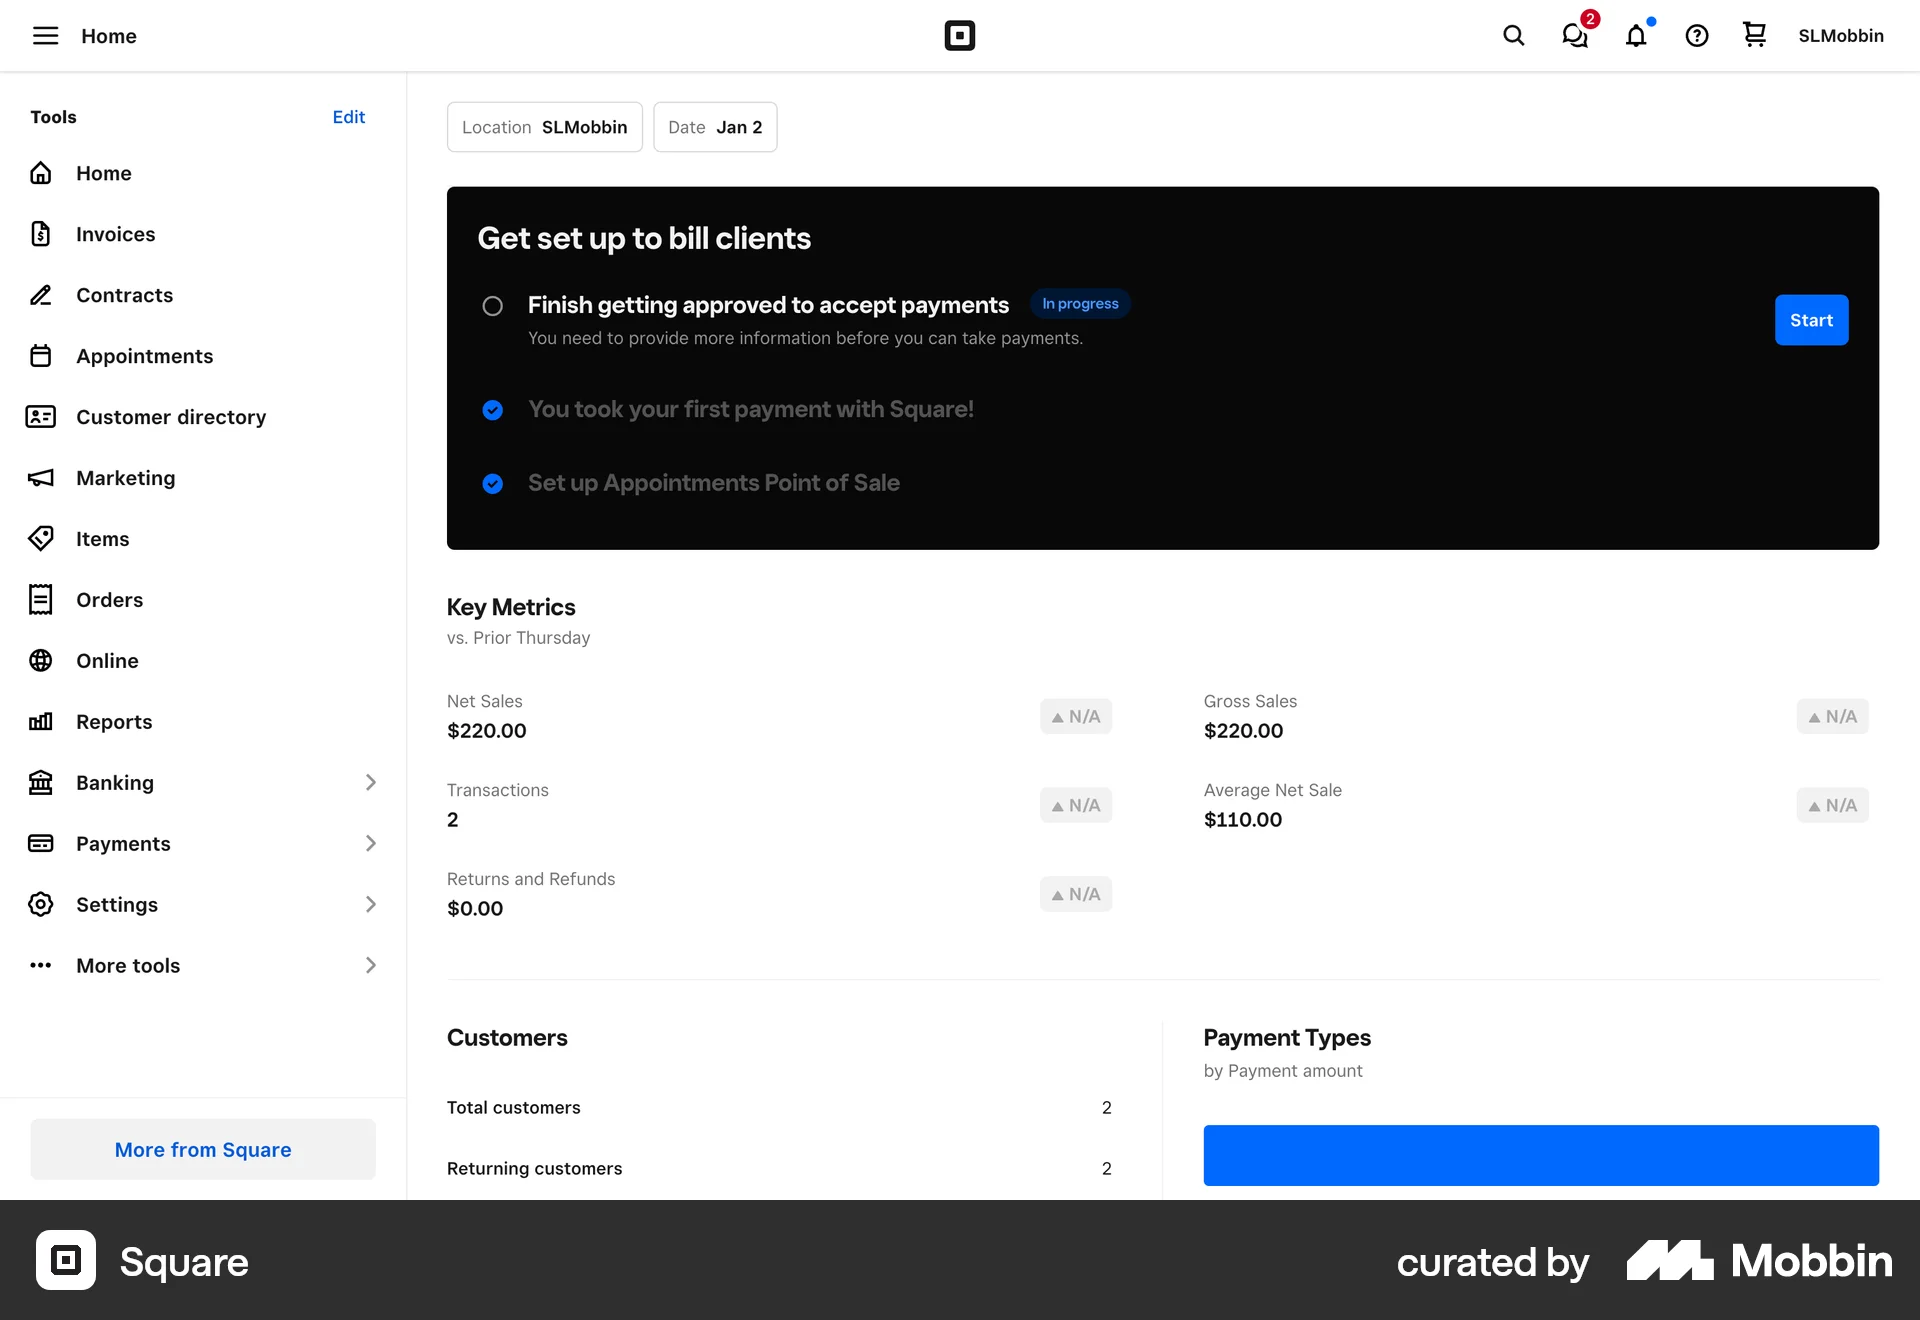 Home
2
SLMobbin
Tools
Edit
Home
Invoices
Contracts
Appointments
Customer directory
Marketing
Items
Orders
Online
Reports
Banking
Payments
Settings
More tools
More from Square
Location SLMobbin
Date Jan 2
Get set up to bill clients
Finish getting approved to accept payments
In progress
You need to provide more information before you can take payments.
Start
You took your first payment with Square!
Set up Appointments Point of Sale
Key Metrics
vs. Prior Thursday
Net Sales
$220.00
N/A
Gross Sales
$220.00
N/A
Transactions
2
N/A
Average Net Sale
$110.00
N/A
Returns and Refunds
$0.00
N/A
Customers
Total customers 2
Returning customers 2
Payment Types
by Payment amount
Square
curated by Mobbin